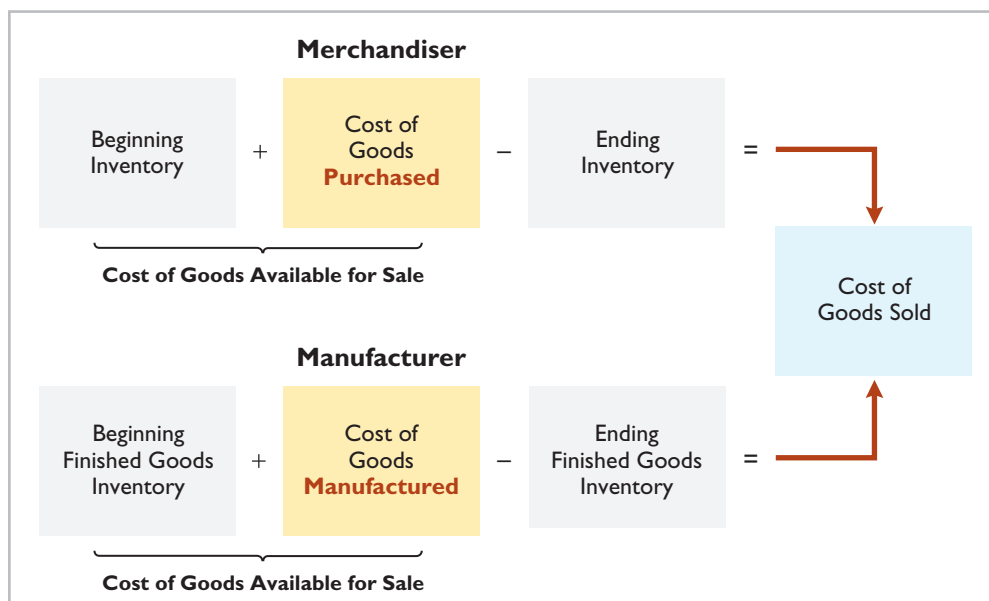 Merchandiser
Beginning
Inventory
+
Cost of
Goods
Purchased
–
Ending
Inventory
=
Cost of Goods Available for Sale
Cost of
Goods Sold
Manufacturer
Beginning
Finished Goods
Inventory
+
Cost of
Goods
Manufactured
–
Ending
Finished Goods
Inventory
=
Cost of Goods Available for Sale